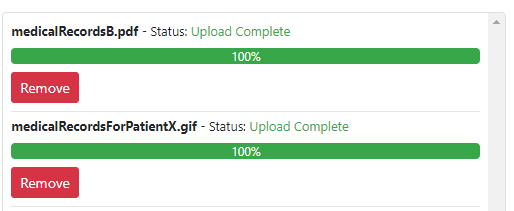 medicalRecordsB.pdf - Status: Upload Complete
100%
Remove
medicalRecordsForPatientX.gif - Status: Upload Complete
100%
Remove